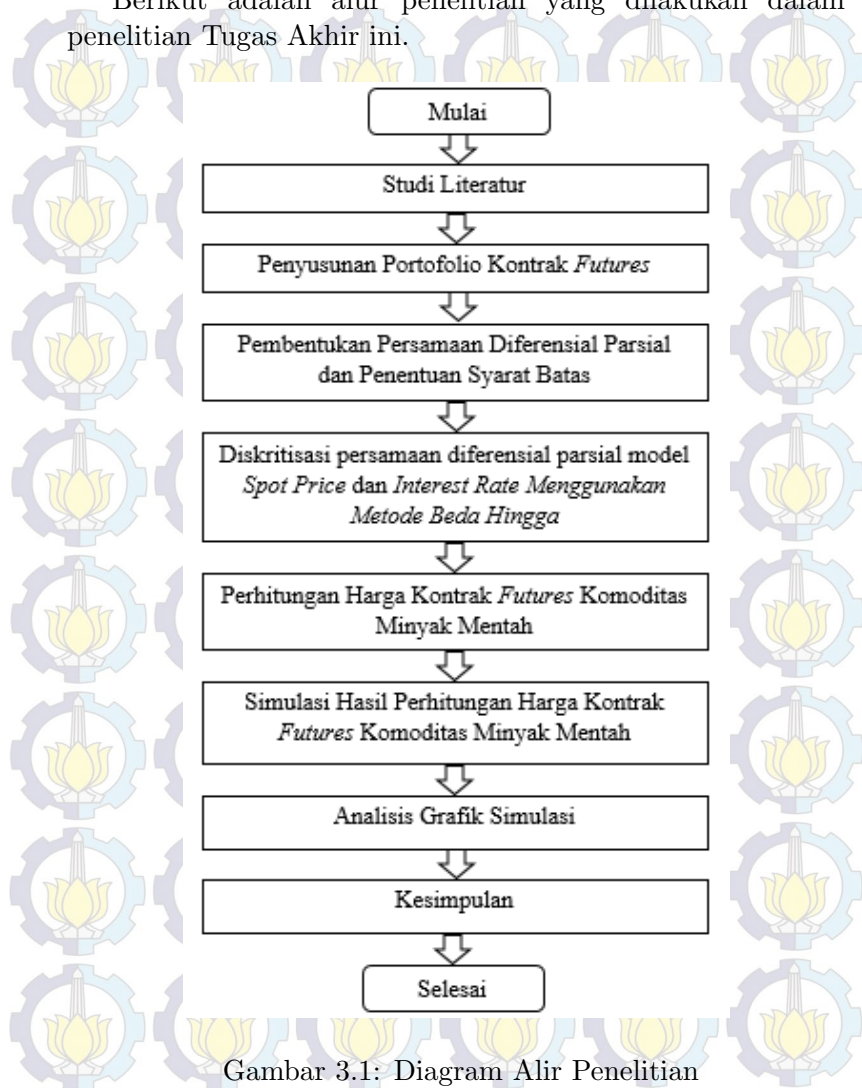 Berikut adalah alur penelitian yang dilakukan dalam
penelitian Tugas Akhir ini.
Mulai
Studi Literatur
Penyusunan Portofolio Kontrak Futures
Pembentukan Persamaan Diferensial Parsial
dan Penentuan Syarat Batas
Diskritisasi persamaan diferensial parsial model
Spot Price dan Interest Rate Menggunakan
Metode Beda Hingga
Perhitungan Harga Kontrak Futures Komoditas
Minyak Mentah
Simulasi Hasil Perhitungan Harga Kontrak
Futures Komoditas Minyak Mentah
Analisis Grafik Simulasi
Kesimpulan
Selesai
Gambar 3.1: Diagram Alir Penelitian